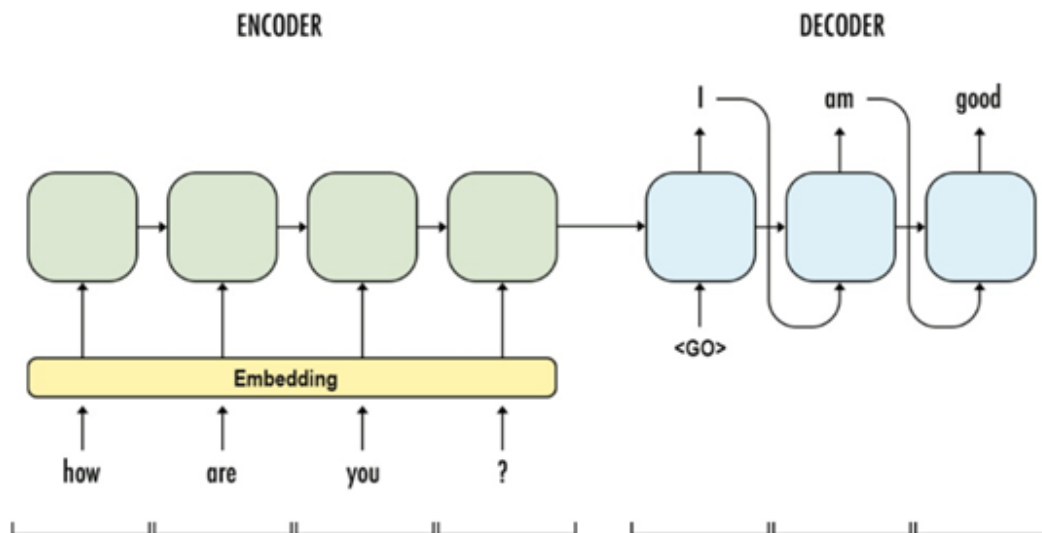 ENCODER DECODER
I am good
<GO>
Embedding
how are you ?